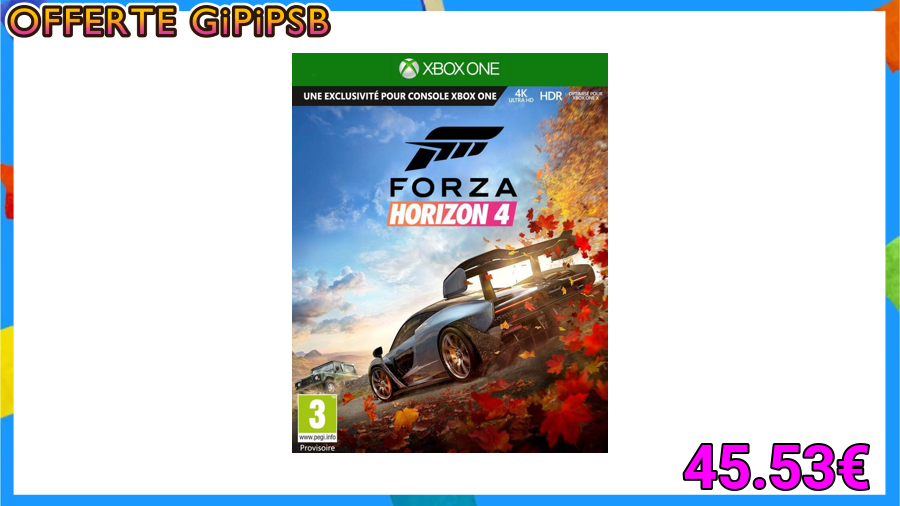 OFFERTE GiPiPSB
XBOX ONE
UNE EXCLUSIVITÉ POUR CONSOLE XBOX ONE
4K
ULTRA HD
HDR
OPTIMISÉ POUR
XBOX ONE X
FORZA
HORIZON 4
3
www.pegi.info
Provisoire
45.53€